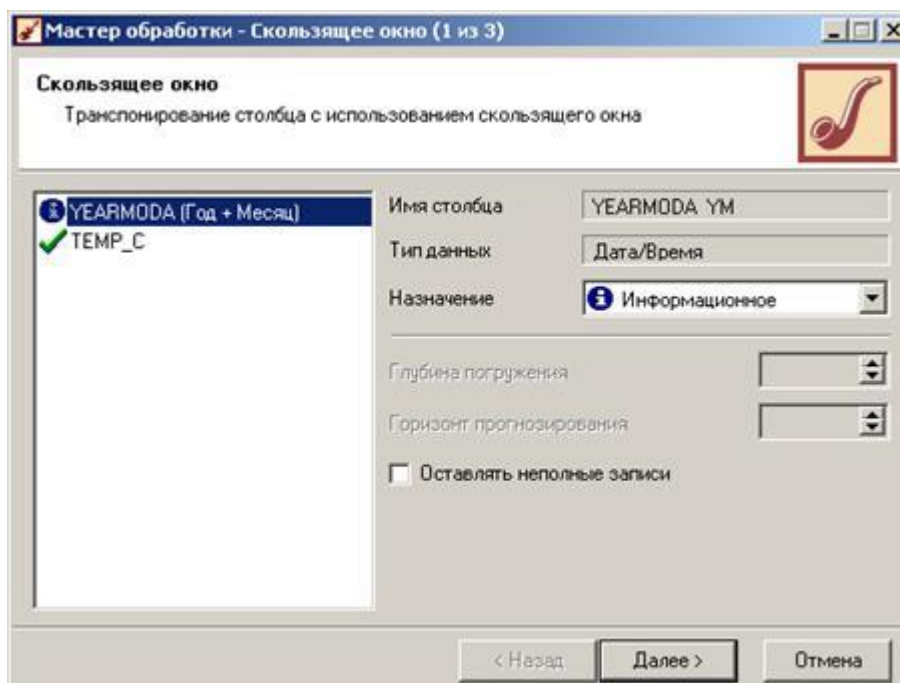 Мастер обработки - Скользящее окно (1 из 3)
Скользящее окно
Транспонирование столбца с использованием скользящего окна
YEARMODA (Год + Месяц)
TEMP_C
Имя столбца
YEARMODA YM
Тип данных
Дата/Время
Назначение
Информационное
Глубина погружения
Горизонт прогнозирования
Оставлять неполные записи
< Назад
Далее >
Отмена